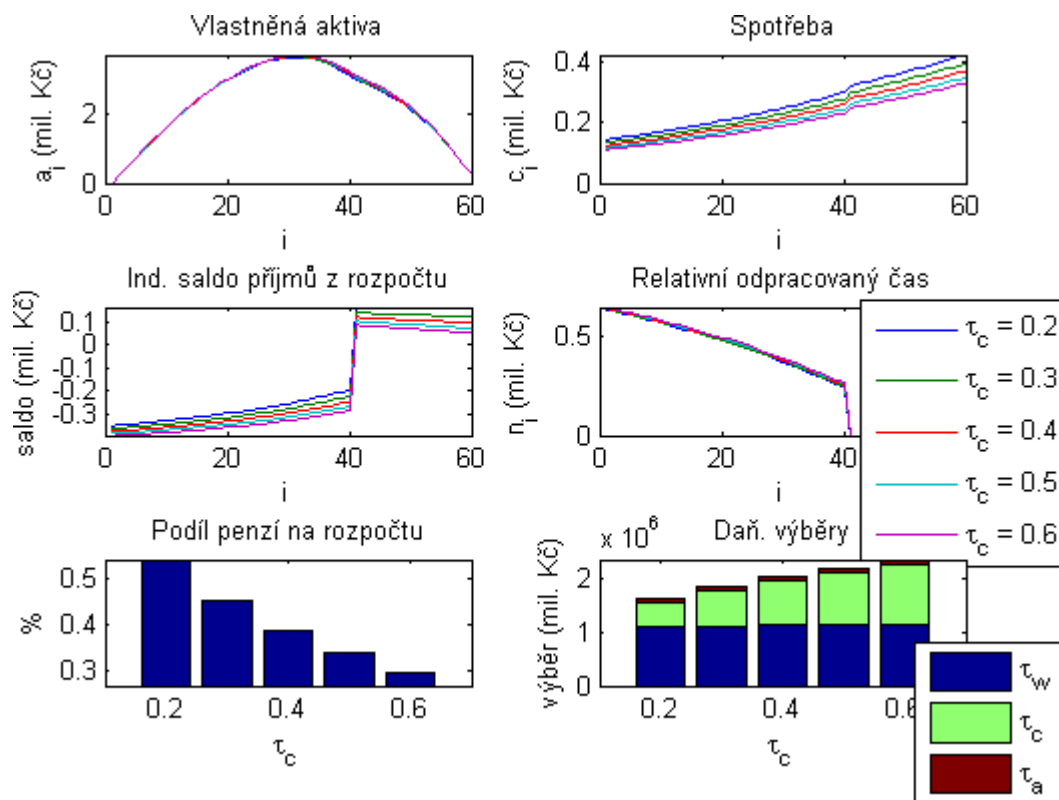 Vlastněná aktiva
a_i (mil. Kč)
2
0
0 20 40 60
i
Spotřeba
c_i (mil. Kč)
0.4
0.2
0
0 20 40 60
i
Ind. saldo příjmů z rozpočtu
saldo (mil. Kč)
0.1
0
-0.1
-0.2
-0.3
0 20 40 60
i
Relativní odpracovaný čas
n_i (mil. Kč)
0.5
0
0 20 40
i
τ_c = 0.2
τ_c = 0.3
τ_c = 0.4
τ_c = 0.5
τ_c = 0.6
Podíl penzí na rozpočtu
%
0.5
0.4
0.3
0.2 0.4 0.6
τ_c
Daň. výběry
x 10^6
výběr (mil. Kč)
2
1
0
0.2 0.4 0.6
τ_c
τ_w
τ_c
τ_a